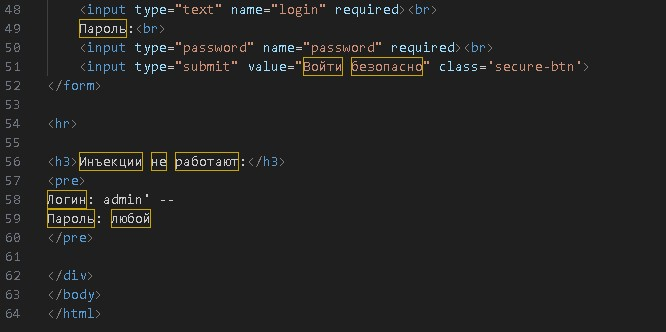 48 <input type="text" name="login" required><br>
49 Пароль:<br>
50 <input type="password" name="password" required><br>
51 <input type="submit" value="Войти безопасно" class='secure-btn'>
52 </form>
53
54 <hr>
55
56 <h3>Инъекции не работают:</h3>
57 <pre>
58 Логин: admin' --
59 Пароль: любой
60 </pre>
61
62 </div>
63 </body>
64 </html>